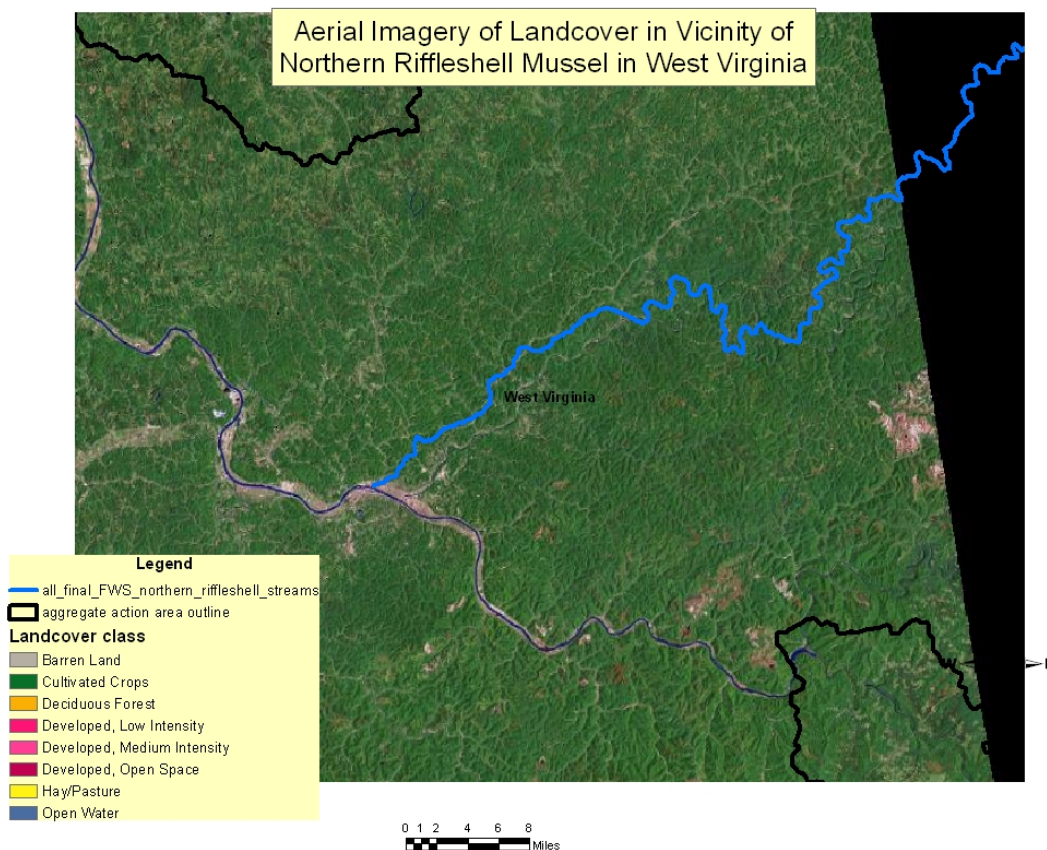 Aerial Imagery of Landcover in Vicinity of
Northern Riffleshell Mussel in West Virginia
West Virginia
Legend
all_final_FWS_northern_riffleshell_streams
aggregate action area outline
Landcover class
Barren Land
Cultivated Crops
Deciduous Forest
Developed, Low Intensity
Developed, Medium Intensity
Developed, Open Space
Hay/Pasture
Open Water
0 1 2 4 6 8
Miles